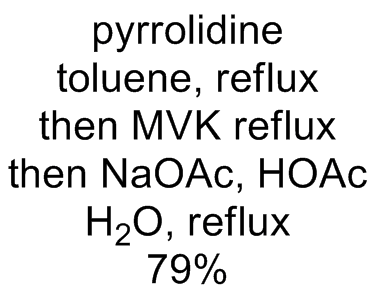 pyrrolidine
toluene, reflux
then MVK reflux
then NaOAc, HOAc
H₂O, reflux
79%